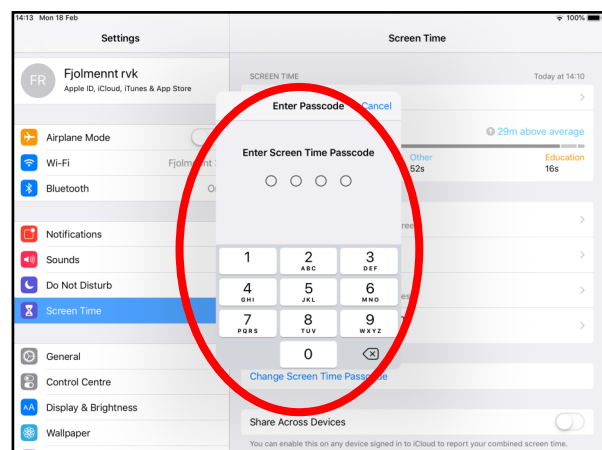 14:13 Mon 18 Feb
100%
Settings
FR
Fjolmennt rvk
Apple ID, iCloud, iTunes & App Store
Airplane Mode
Wi-Fi
Bluetooth
Notifications
Sounds
Do Not Disturb
Screen Time
General
Control Centre
AA Display & Brightness
Wallpaper
Screen Time
SCREEN TIME Today at 14:10
29m above average
Other Education
52s 16s
Change Screen Time Passcode
Share Across Devices
You can enable this on any device signed in to iCloud to report your combined screen time.
Enter Passcode Cancel
Enter Screen Time Passcode
1 2 3
ABC DEF
4 5 6
GHI JKL MNO
7 8 9
PQRS TUV WXYZ
0